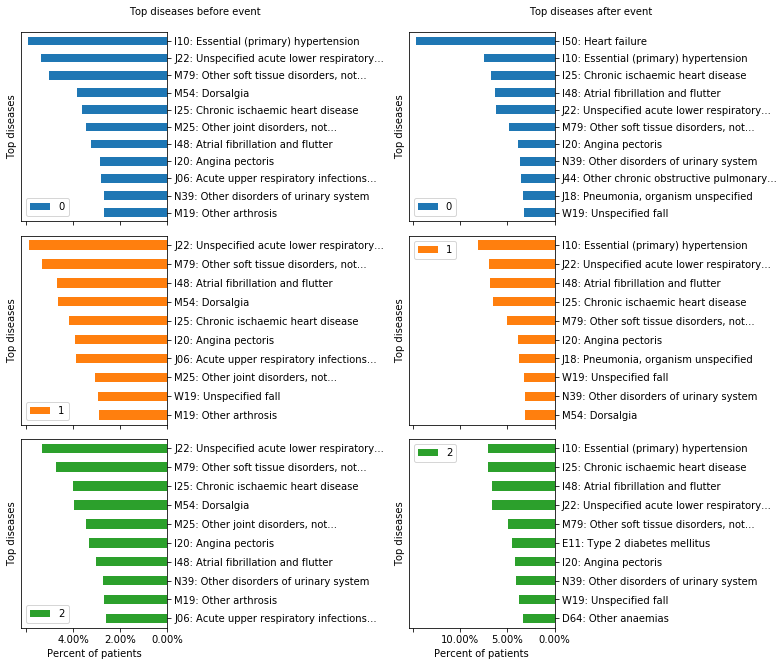 Top diseases before event
Top diseases after event
Top diseases
I10: Essential (primary) hypertension
J22: Unspecified acute lower respiratory...
M79: Other soft tissue disorders, not...
M54: Dorsalgia
I25: Chronic ischaemic heart disease
M25: Other joint disorders, not...
I48: Atrial fibrillation and flutter
I20: Angina pectoris
J06: Acute upper respiratory infections...
N39: Other disorders of urinary system
M19: Other arthrosis
0
Top diseases
I50: Heart failure
I10: Essential (primary) hypertension
I25: Chronic ischaemic heart disease
I48: Atrial fibrillation and flutter
J22: Unspecified acute lower respiratory...
M79: Other soft tissue disorders, not...
I20: Angina pectoris
N39: Other disorders of urinary system
J44: Other chronic obstructive pulmonary...
J18: Pneumonia, organism unspecified
W19: Unspecified fall
0
Top diseases
J22: Unspecified acute lower respiratory...
M79: Other soft tissue disorders, not...
I48: Atrial fibrillation and flutter
M54: Dorsalgia
I25: Chronic ischaemic heart disease
I20: Angina pectoris
J06: Acute upper respiratory infections...
M25: Other joint disorders, not...
W19: Unspecified fall
M19: Other arthrosis
1
Top diseases
1
I10: Essential (primary) hypertension
J22: Unspecified acute lower respiratory...
I48: Atrial fibrillation and flutter
I25: Chronic ischaemic heart disease
M79: Other soft tissue disorders, not...
I20: Angina pectoris
J18: Pneumonia, organism unspecified
W19: Unspecified fall
N39: Other disorders of urinary system
M54: Dorsalgia
Top diseases
J22: Unspecified acute lower respiratory...
M79: Other soft tissue disorders, not...
I25: Chronic ischaemic heart disease
M54: Dorsalgia
M25: Other joint disorders, not...
I20: Angina pectoris
I48: Atrial fibrillation and flutter
N39: Other disorders of urinary system
M19: Other arthrosis
J06: Acute upper respiratory infections...
2
4.00% 2.00% 0.00%
Percent of patients
Top diseases
2
I10: Essential (primary) hypertension
I25: Chronic ischaemic heart disease
I48: Atrial fibrillation and flutter
J22: Unspecified acute lower respiratory...
M79: Other soft tissue disorders, not...
E11: Type 2 diabetes mellitus
I20: Angina pectoris
N39: Other disorders of urinary system
W19: Unspecified fall
D64: Other anaemias
10.00% 5.00% 0.00%
Percent of patients